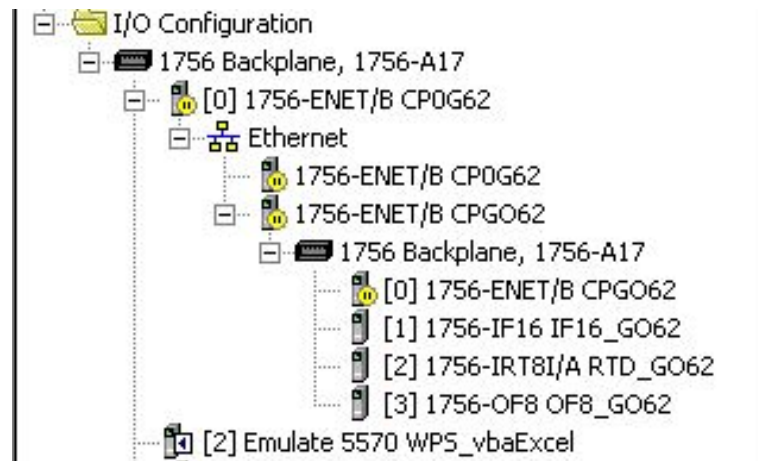 I/O Configuration
1756 Backplane, 1756-A17
[0] 1756-ENET/B CP0G62
Ethernet
1756-ENET/B CP0G62
1756-ENET/B CPGO62
1756 Backplane, 1756-A17
[0] 1756-ENET/B CPGO62
[1] 1756-IF16 IF16_GO62
[2] 1756-IRT8I/A RTD_GO62
[3] 1756-OF8 OF8_GO62
[2] Emulate 5570 WPS_vbaExcel